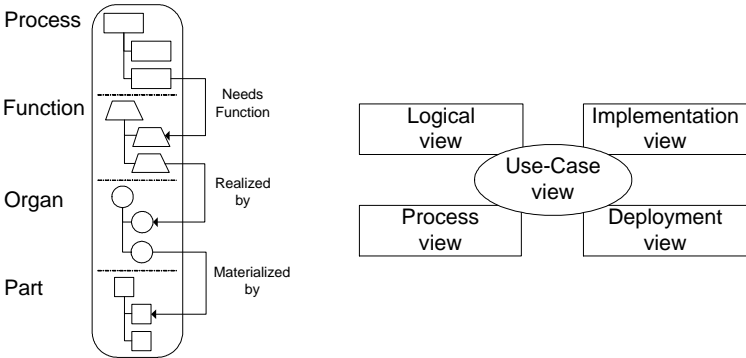 Process
Needs
Function
Function
Realized
by
Organ
Materialized
by
Part
Logical
view
Implementation
view
Use-Case
view
Process
view
Deployment
view